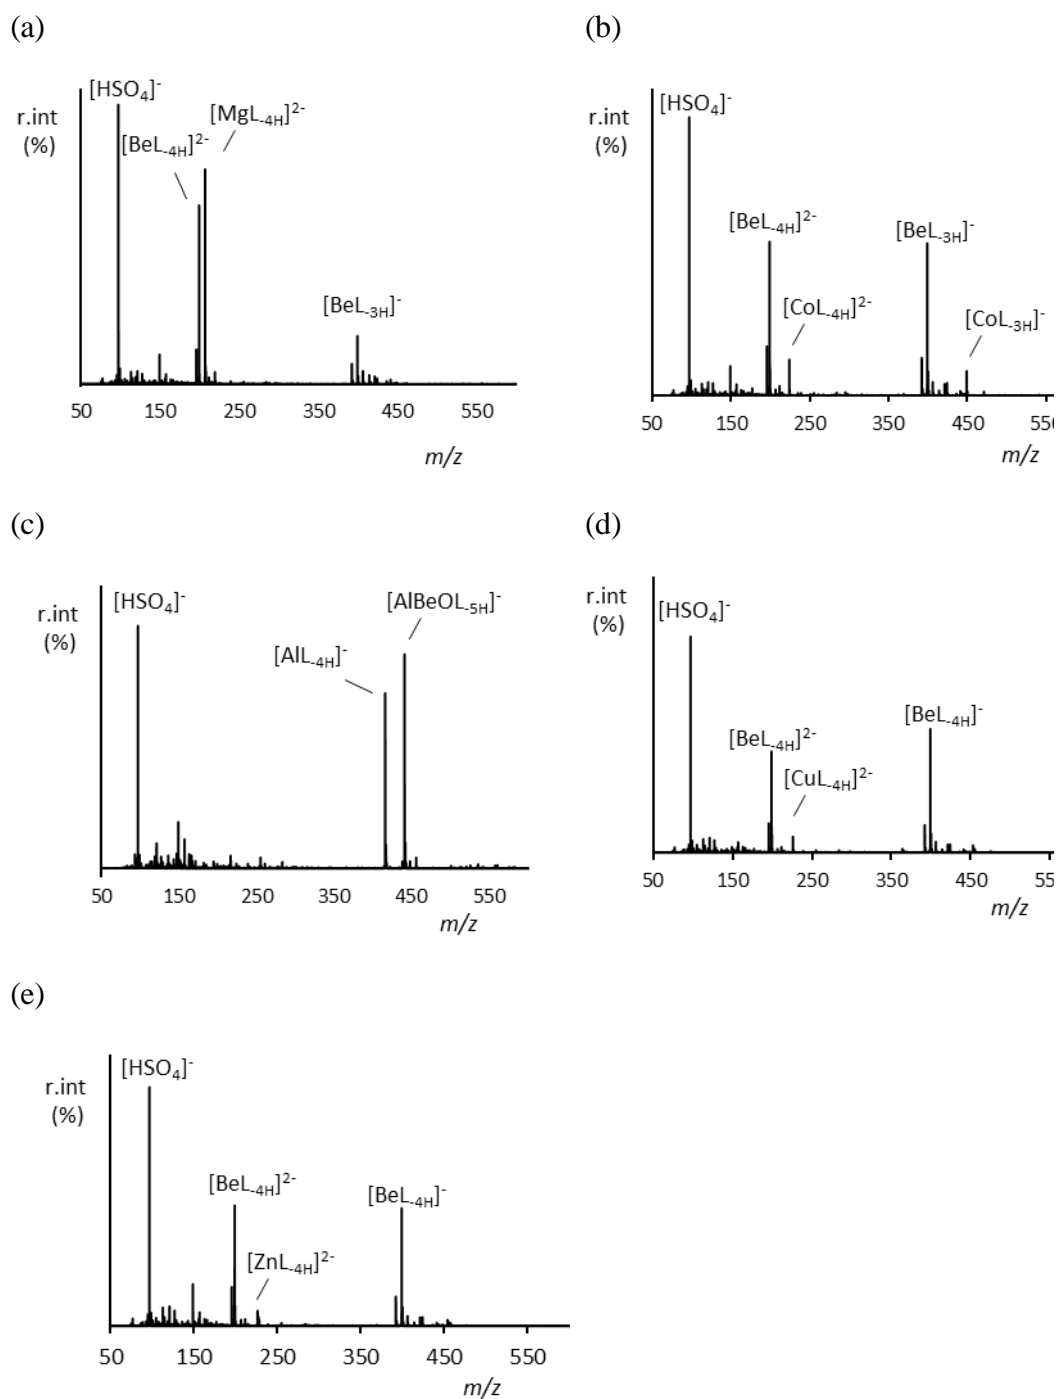 (a)
r.int
(%)
[HSO4]-
[BeL-4H]2-
[MgL-4H]2-
[BeL-3H]-
50 150 250 350 450 550
m/z
(b)
r.int
(%)
[HSO4]-
[BeL-4H]2-
[CoL-4H]2-
[BeL-3H]-
[CoL-3H]-
50 150 250 350 450 550
m/z
(c)
r.int
(%)
[HSO4]-
[AlL-4H]-
[AlBeOL-5H]-
50 150 250 350 450 550
m/z
(d)
r.int
(%)
[HSO4]-
[BeL-4H]2-
[CuL-4H]2-
[BeL-4H]-
50 150 250 350 450 55
m/z
(e)
r.int
(%)
[HSO4]-
[BeL-4H]2-
[ZnL-4H]2-
[BeL-4H]-
50 150 250 350 450 550
m/z